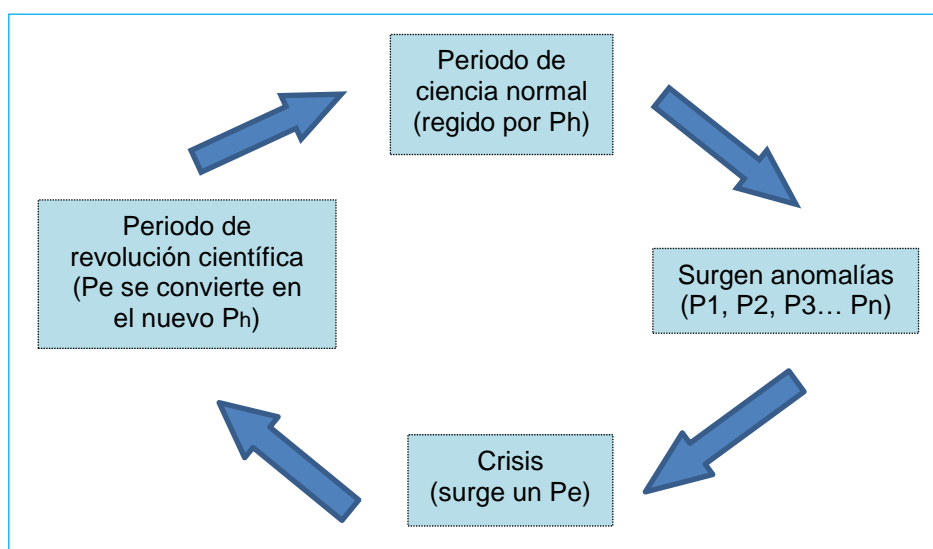 Periodo de
ciencia normal
(regido por Ph)
Surgen anomalías
(P1, P2, P3… Pn)
Crisis
(surge un Pe)
Periodo de
revolución científica
(Pe se convierte en
el nuevo Ph)